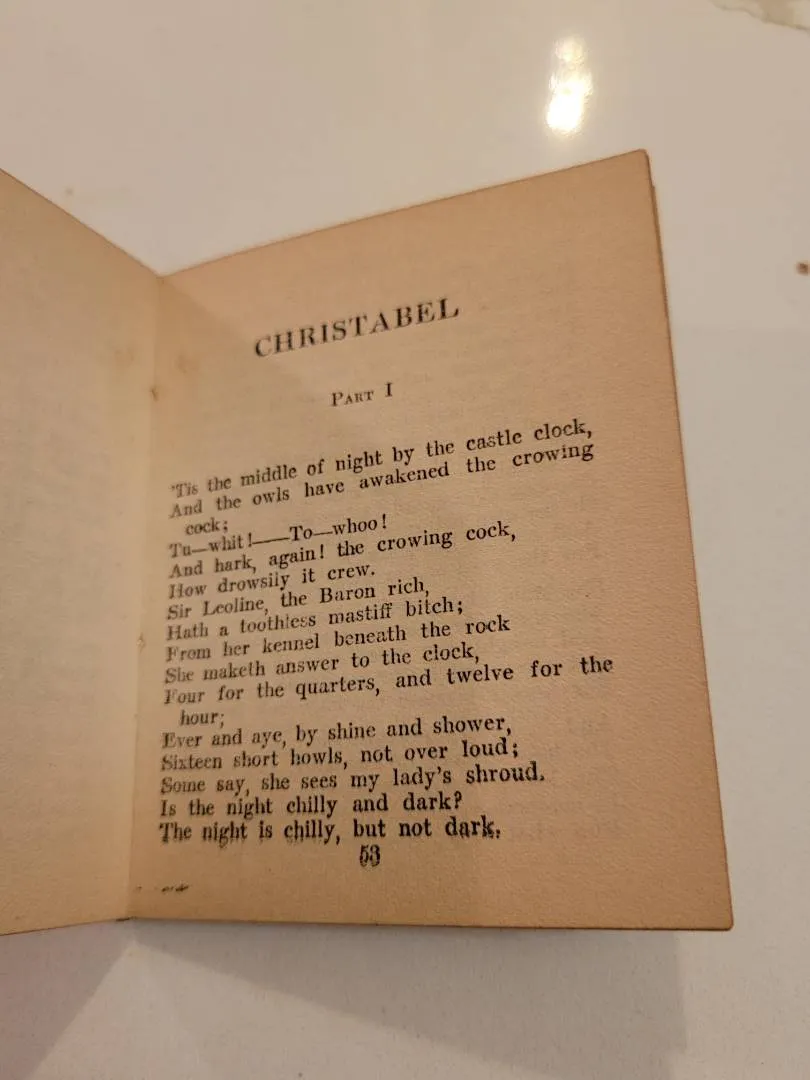 CHRISTABEL
PART I
'Tis the middle of night by the castle clock,
And the owls have awakened the crowing
cock;
Tu—whit!——To—whoo!
And hark, again! the crowing cock,
How drowsily it crew.
Sir Leoline, the Baron rich,
Hath a toothless mastiff bitch;
From her kennel beneath the rock
She maketh answer to the clock,
Four for the quarters, and twelve for the
hour;
Ever and aye, by shine and shower,
Sixteen short howls, not over loud;
Some say, she sees my lady's shroud.
Is the night chilly and dark?
The night is chilly, but not dark.
53